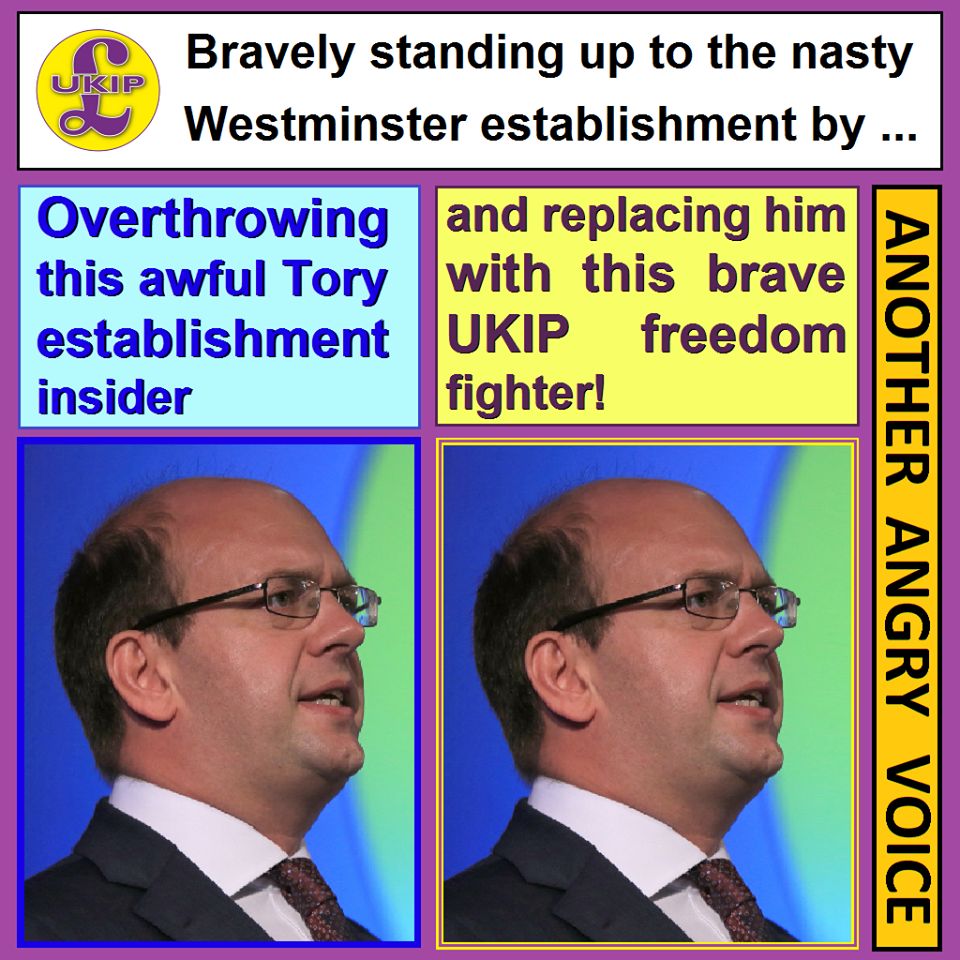 UKIP
£
Bravely standing up to the nasty
Westminster establishment by ...
Overthrowing
this awful Tory
establishment
insider
and replacing him
with this brave
UKIP freedom
fighter!
ANOTHER ANGRY VOICE